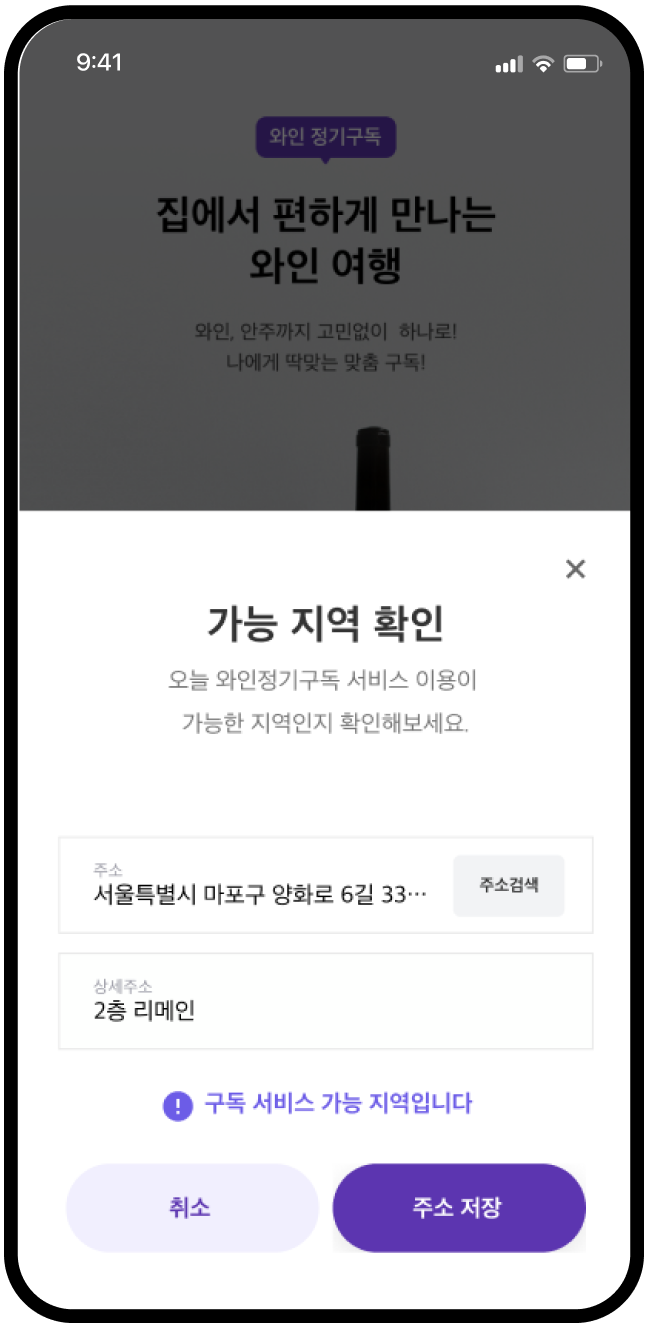 9:41
와인 정기구독
집에서 편하게 만나는
와인 여행
와인, 안주까지 고민없이 하나로!
나에게 딱맞는 맞춤 구독!
가능 지역 확인
오늘 와인정기구독 서비스 이용이
가능한 지역인지 확인해보세요.
주소
서울특별시 마포구 양화로 6길 33···
주소검색
상세주소
2층 리메인
구독 서비스 가능 지역입니다
취소
주소 저장